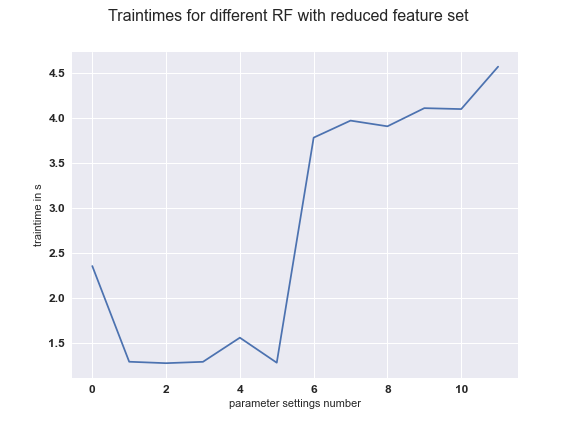 Traintimes for different RF with reduced feature set
4.5
4.0
3.5
3.0
2.5
2.0
1.5
traintime in s
0 2 4 6 8 10
parameter settings number